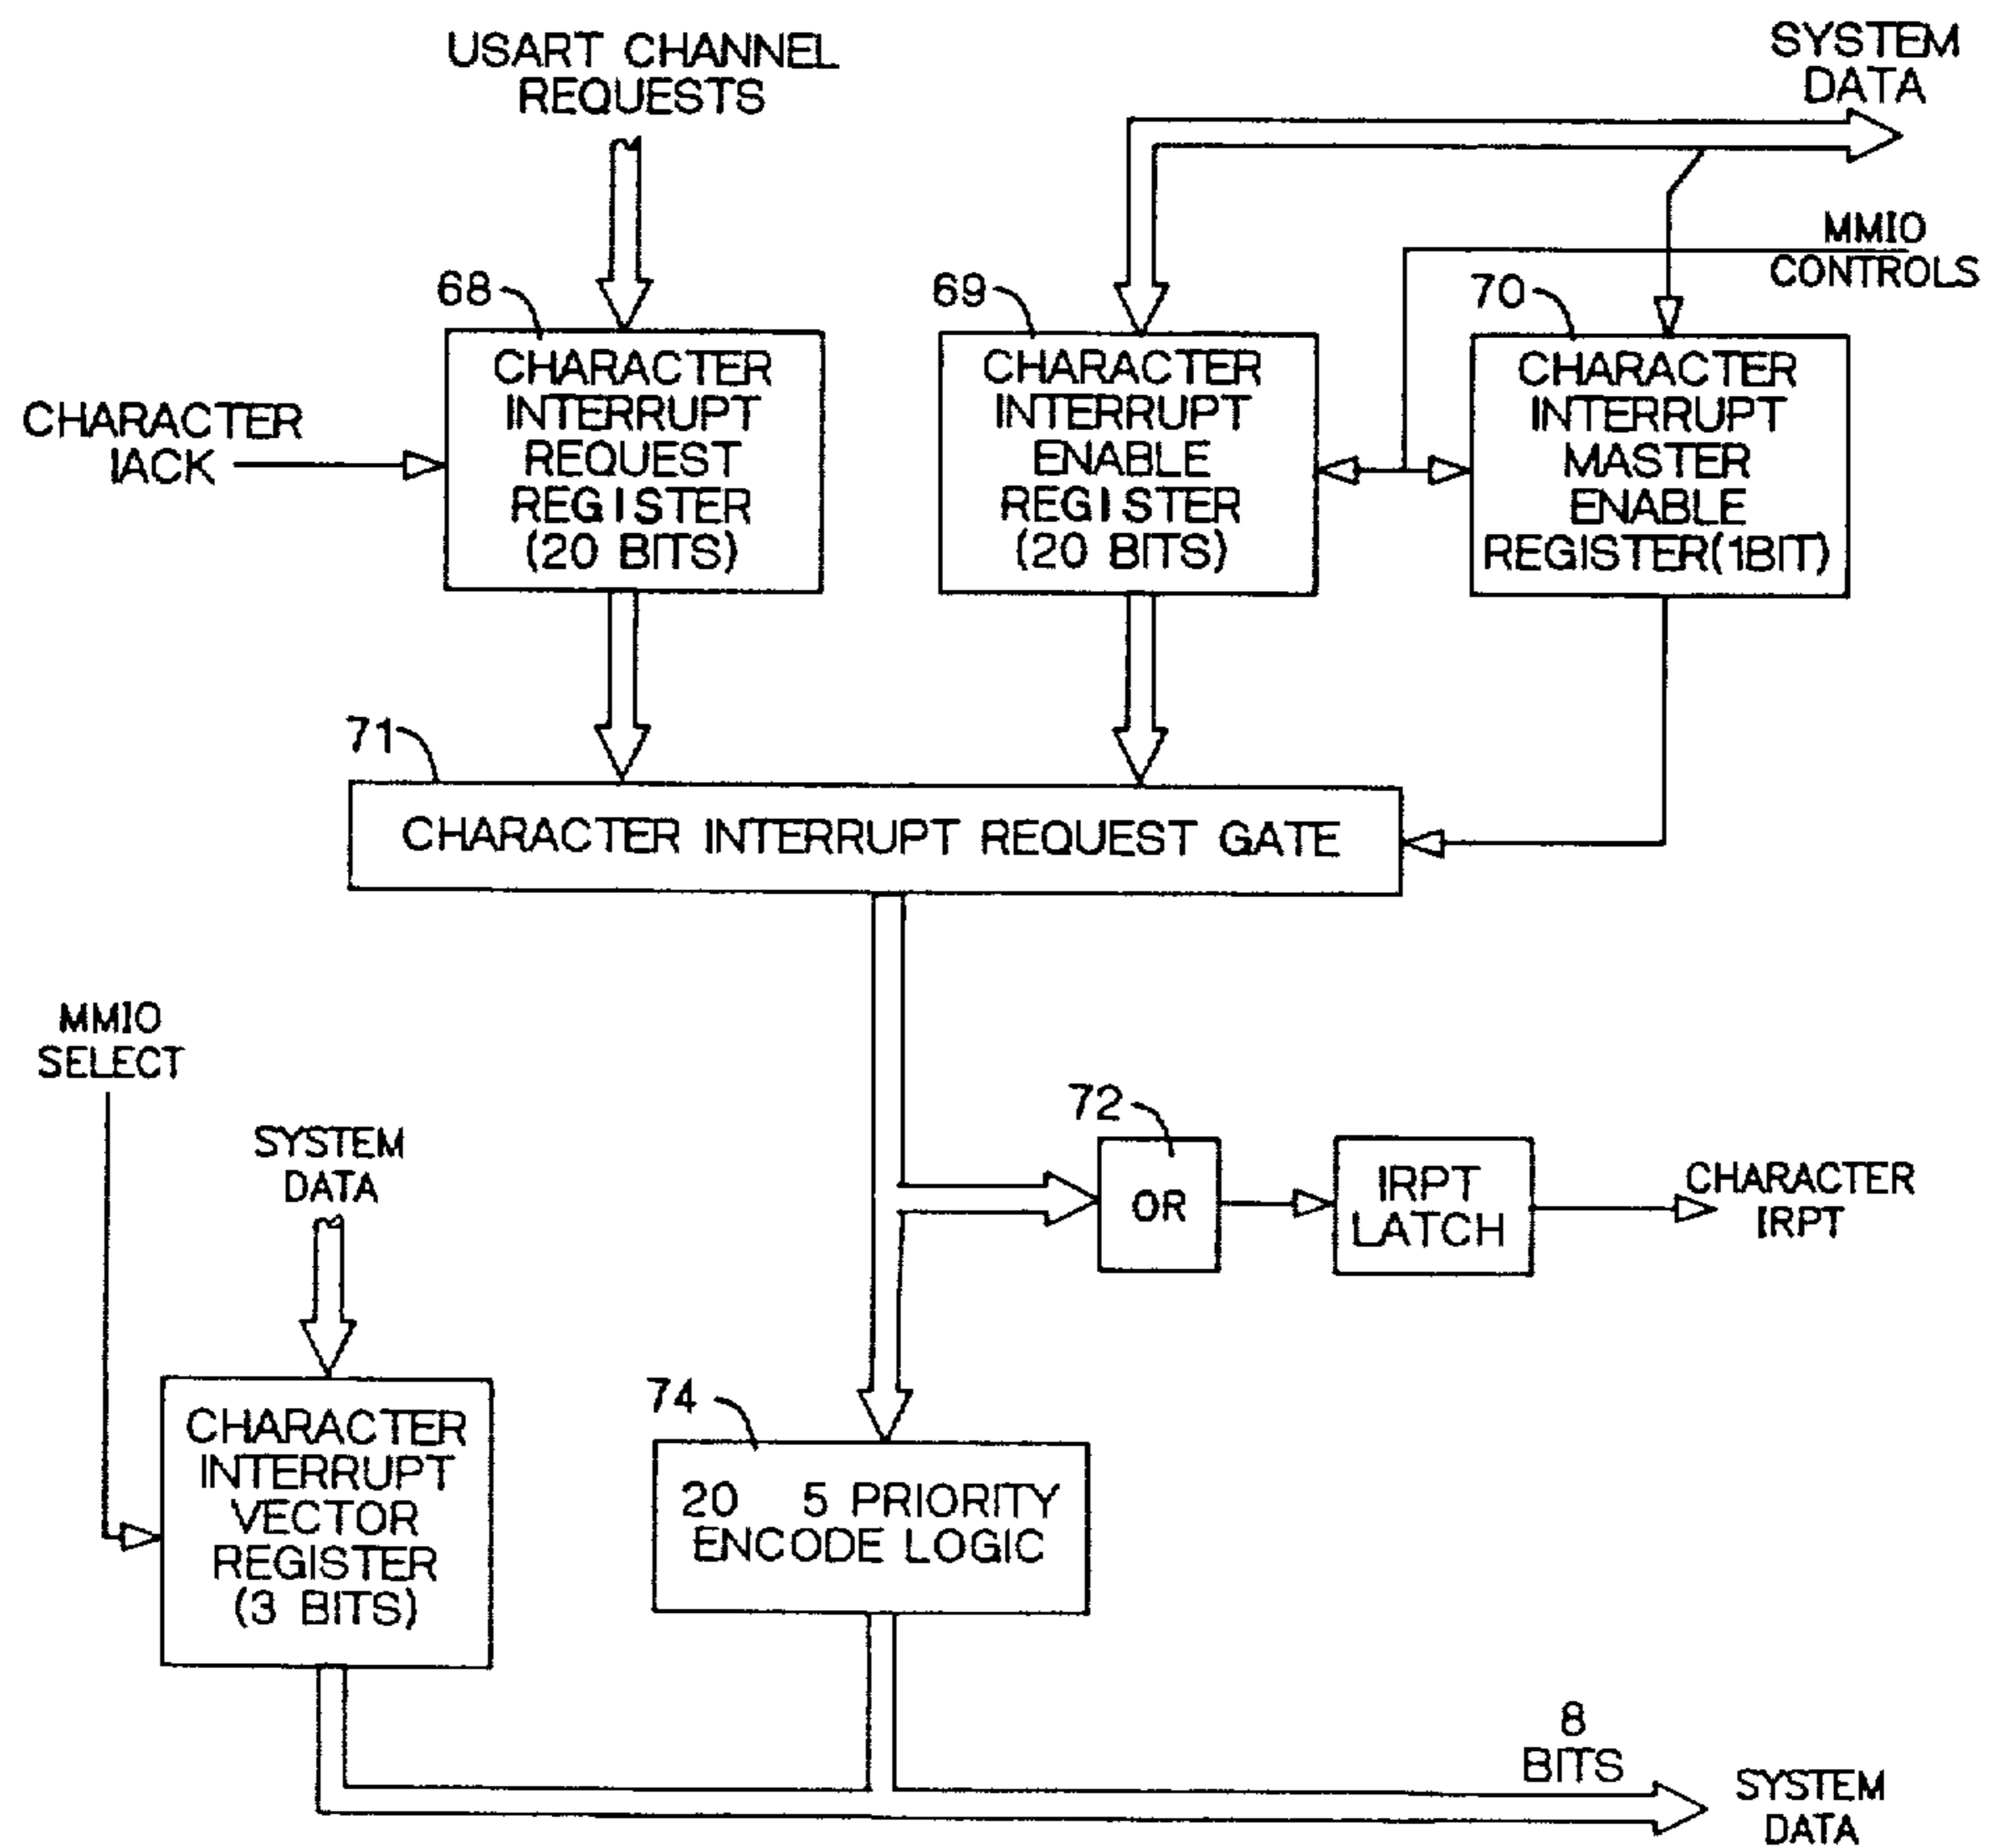 USART CHANNEL
REQUESTS
SYSTEM
DATA
MMIO
CONTROLS
68
69
70
CHARACTER
IACK
CHARACTER
INTERRUPT
REQUEST
REGISTER
(20 BITS)
CHARACTER
INTERRUPT
ENABLE
REGISTER
(20 BITS)
CHARACTER
INTERRUPT
MASTER
ENABLE
REGISTER(1BIT)
71
CHARACTER INTERRUPT REQUEST GATE
MMIO
SELECT
SYSTEM
DATA
72
OR
IRPT
LATCH
CHARACTER
IRPT
CHARACTER
INTERRUPT
VECTOR
REGISTER
(3 BITS)
74
20 5 PRIORITY
ENCODE LOGIC
8
BITS
SYSTEM
DATA